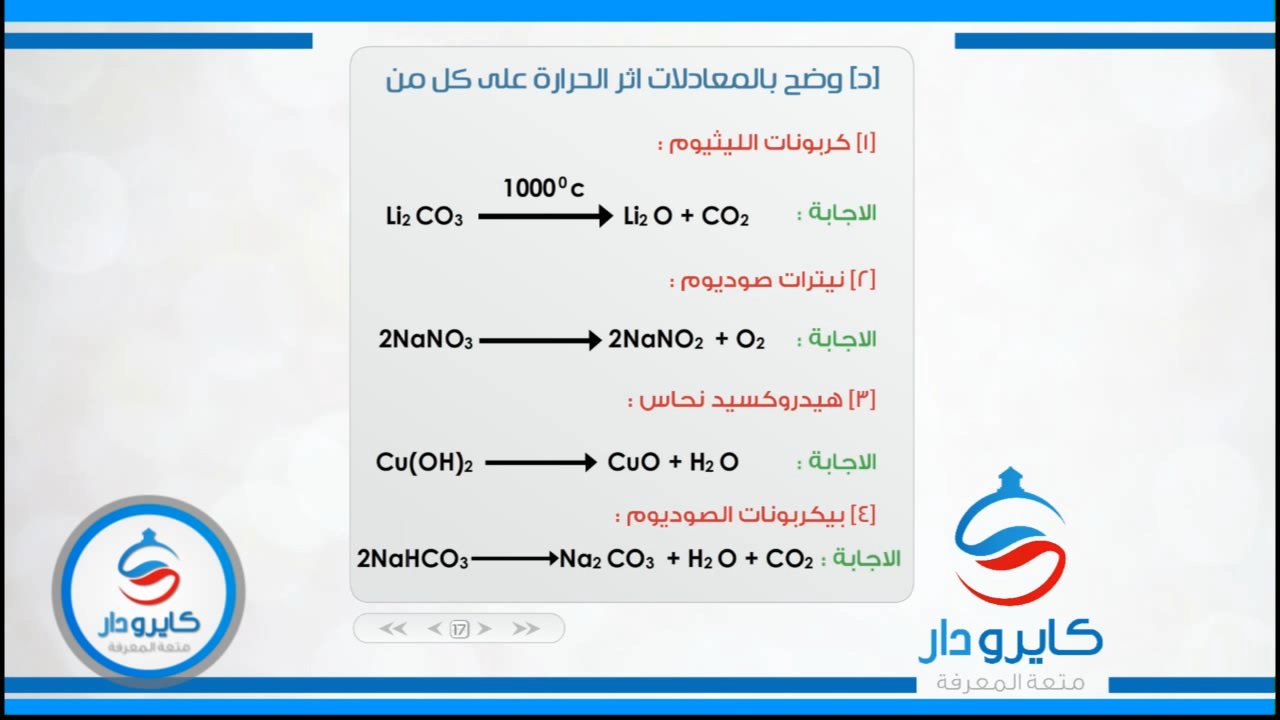 [د] وضح بالمعادلات اثر الحرارة على كل من
[١] كربونات الليثيوم :
1000⁰ c
الاجابة : Li₂ CO₃ ⟶ Li₂ O + CO₂
[٢] نيترات صوديوم :
الاجابة : 2NaNO₃ ⟶ 2NaNO₂ + O₂
[٣] هيدروكسيد نحاس :
الاجابة : Cu(OH)₂ ⟶ CuO + H₂ O
[٤] بيكربونات الصوديوم :
الاجابة : 2NaHCO₃ ⟶ Na₂ CO₃ + H₂ O + CO₂
17
كايرو دار
متعة المعرفة
كايرو دار
متعة المعرفة